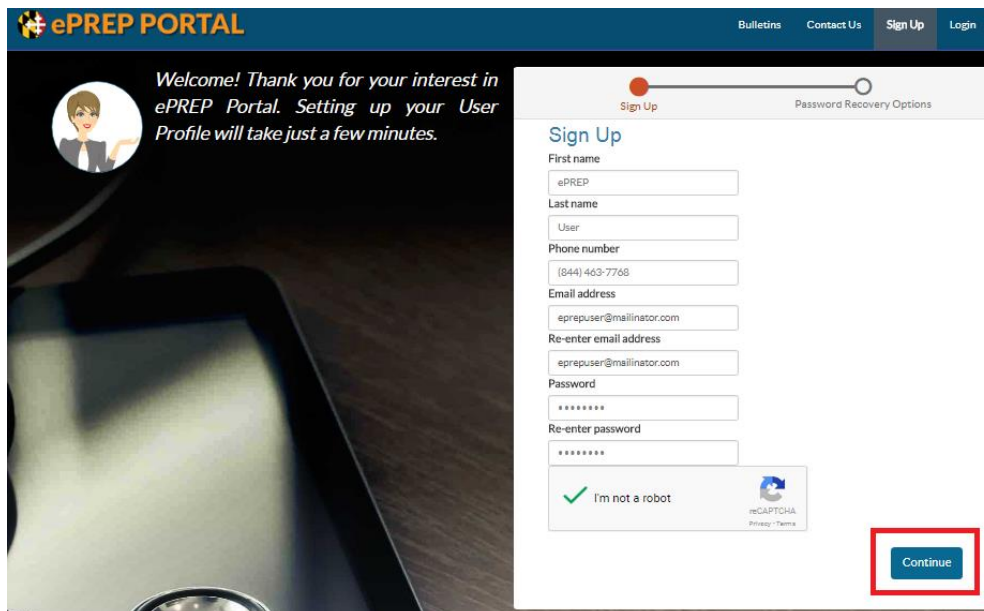 ePREP PORTAL
Bulletins Contact Us Sign Up Login
Welcome! Thank you for your interest in
ePREP Portal. Setting up your User
Profile will take just a few minutes.
Sign Up Password Recovery Options
Sign Up
First name
ePREP
Last name
User
Phone number
(844) 463-7768
Email address
eprepuser@mailinator.com
Re-enter email address
eprepuser@mailinator.com
Password
••••••••
Re-enter password
••••••••
I'm not a robot
reCAPTCHA
Privacy - Terms
Continue